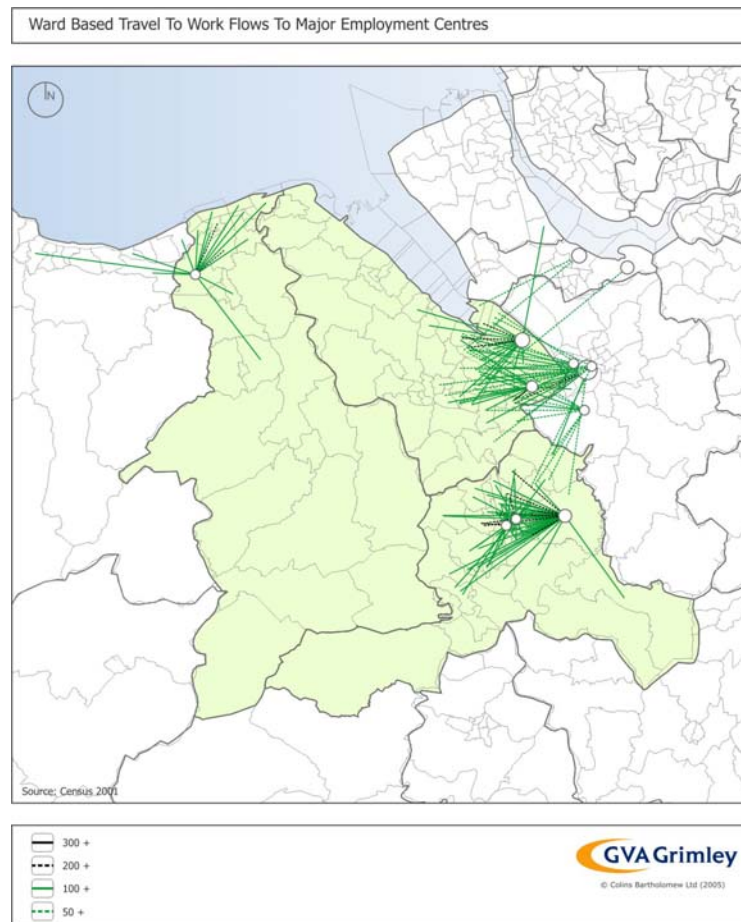 Ward Based Travel To Work Flows To Major Employment Centres
N
Source: Census 2001
300 +
200 +
100 +
50 +
GVA Grimley
© Colins Bartholomew Ltd (2005)